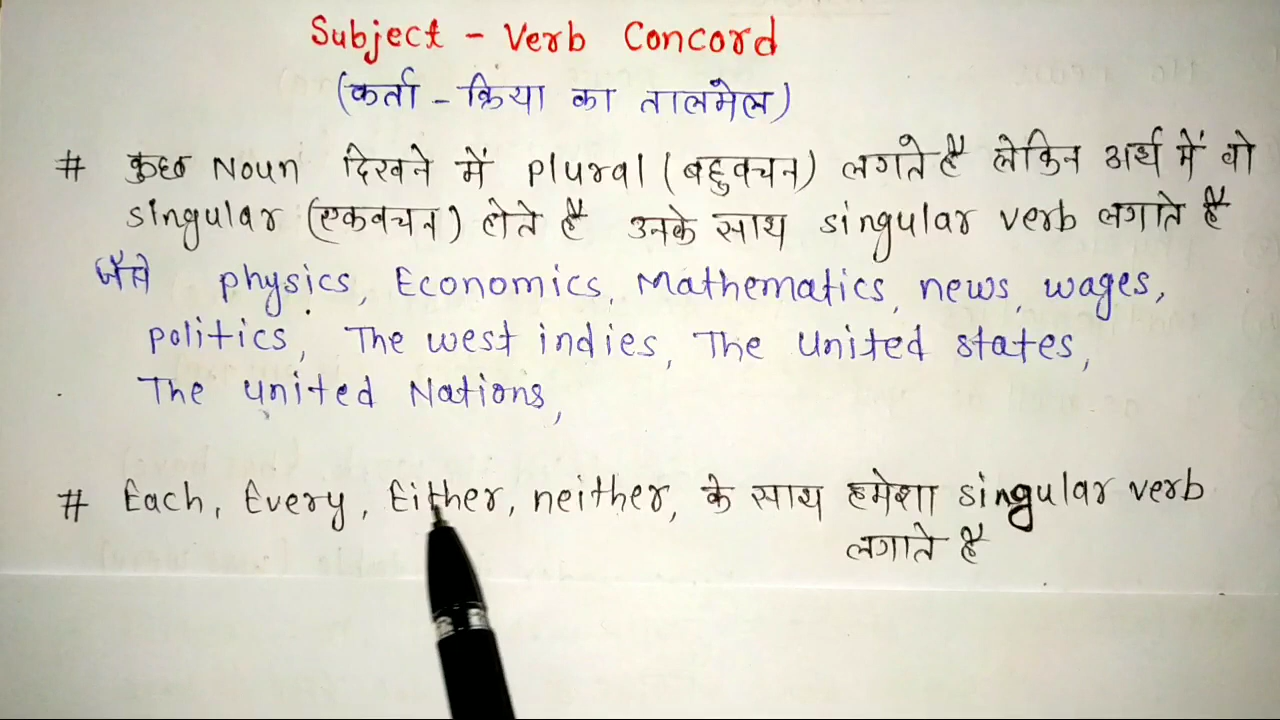 Subject - Verb Concord
(कर्ता - क्रिया का तालमेल)
# कुछ Noun दिखने में plural (बहुवचन) लगते है लेकिन अर्थ में वो
singular (एकवचन) होते है उनके साथ singular verb लगाते है
जैसे physics, Economics, Mathematics, news, wages,
politics, The west indies, The United states,
The united Nations,
# Each, Every, Either, neither, के साथ हमेशा singular verb
लगाते है